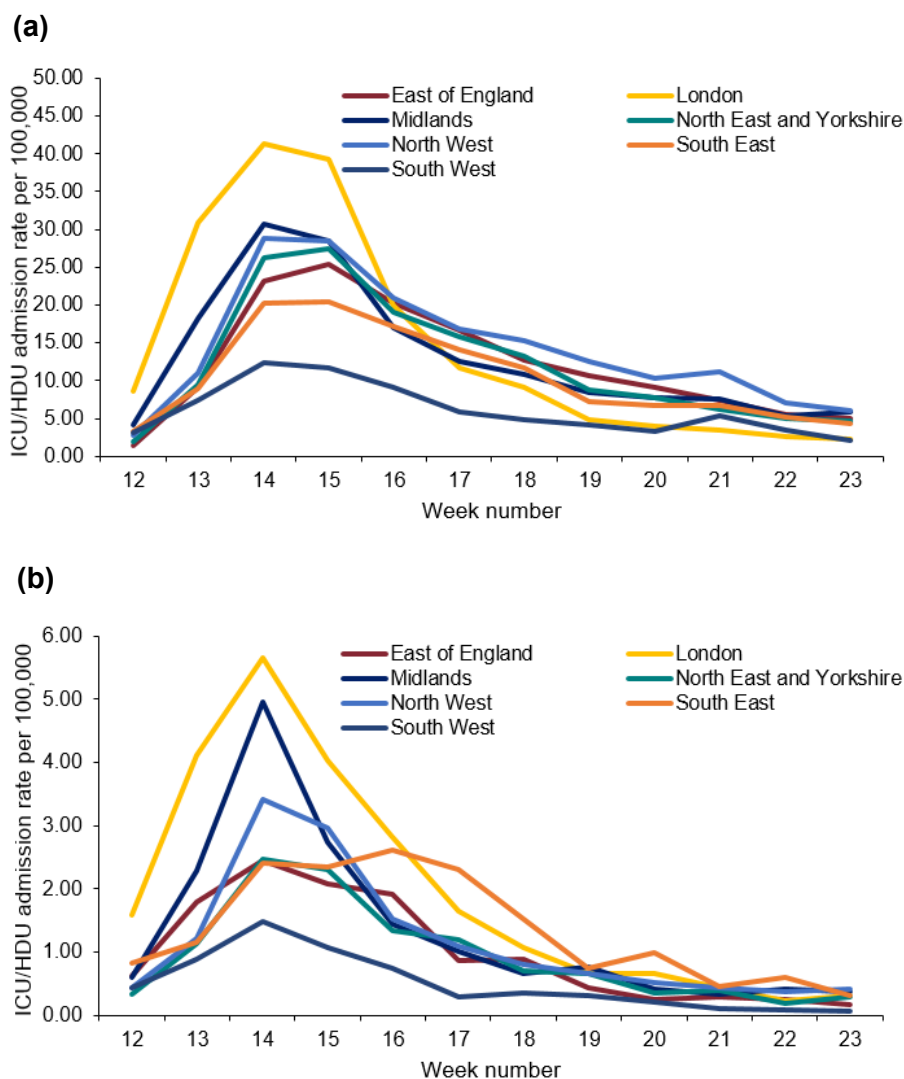 (a)
ICU/HDU admission rate per 100,000
50.00
45.00
40.00
35.00
30.00
25.00
20.00
15.00
10.00
5.00
0.00
East of England London
Midlands North East and Yorkshire
North West South East
South West
12 13 14 15 16 17 18 19 20 21 22 23
Week number
(b)
ICU/HDU admission rate per 100,000
6.00
5.00
4.00
3.00
2.00
1.00
0.00
East of England London
Midlands North East and Yorkshire
North West South East
South West
12 13 14 15 16 17 18 19 20 21 22 23
Week number